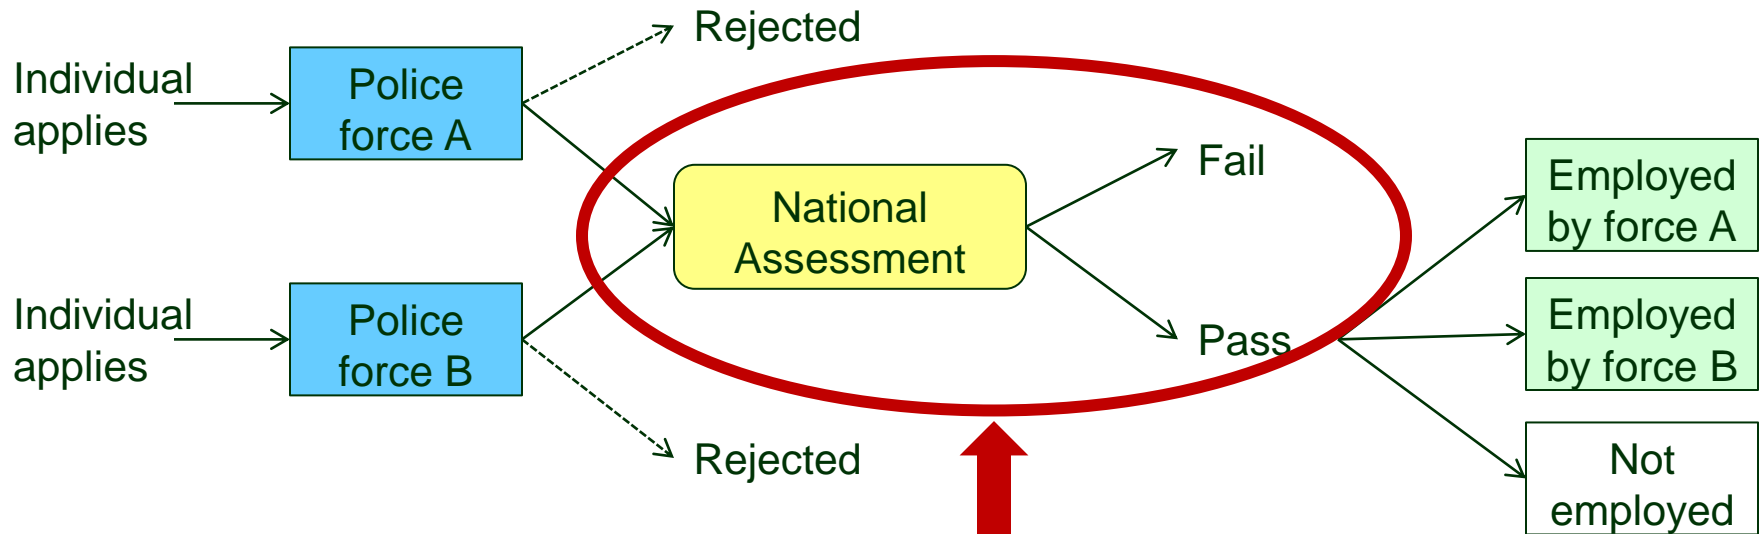 Rejected
Individual
applies
Police
force A
National
Assessment
Fail
Pass
Employed
by force A
Individual
applies
Police
force B
Employed
by force B
Rejected
Not
employed